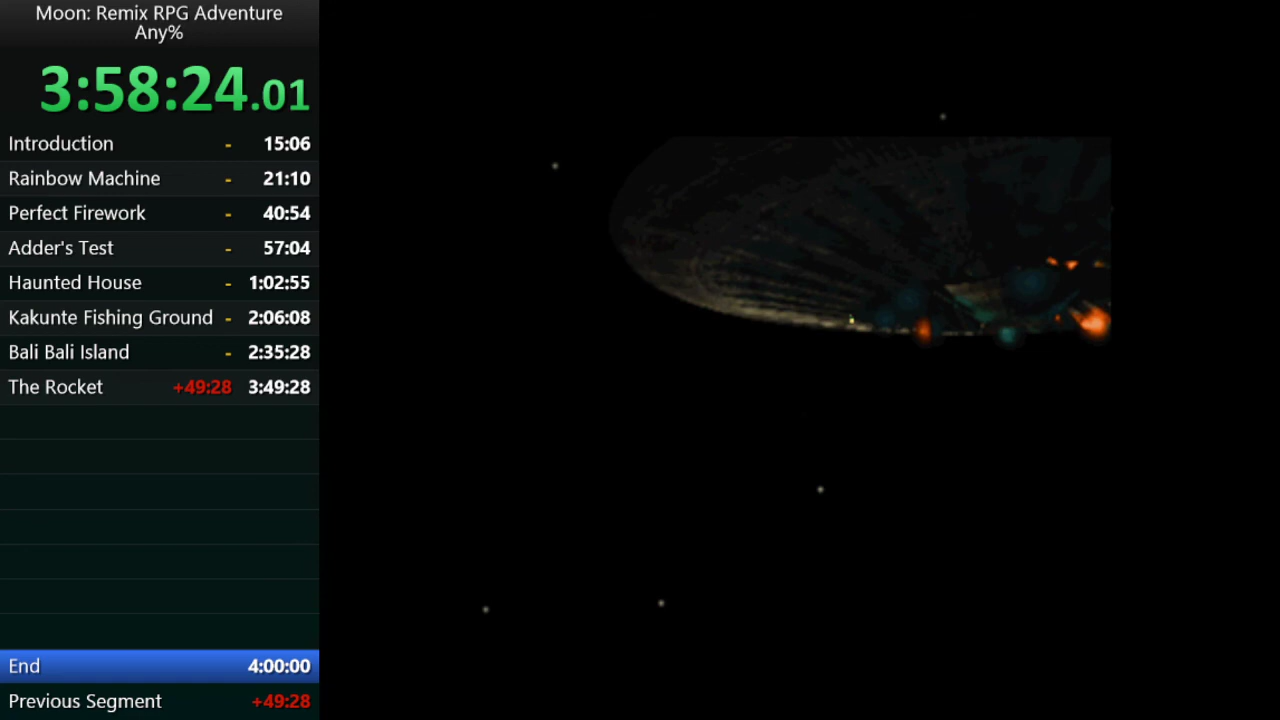 Moon: Remix RPG Adventure
Any%
3:58:24.01
Introduction - 15:06
Rainbow Machine - 21:10
Perfect Firework - 40:54
Adder's Test - 57:04
Haunted House - 1:02:55
Kakunte Fishing Ground - 2:06:08
Bali Bali Island - 2:35:28
The Rocket +49:28 3:49:28
End 4:00:00
Previous Segment +49:28